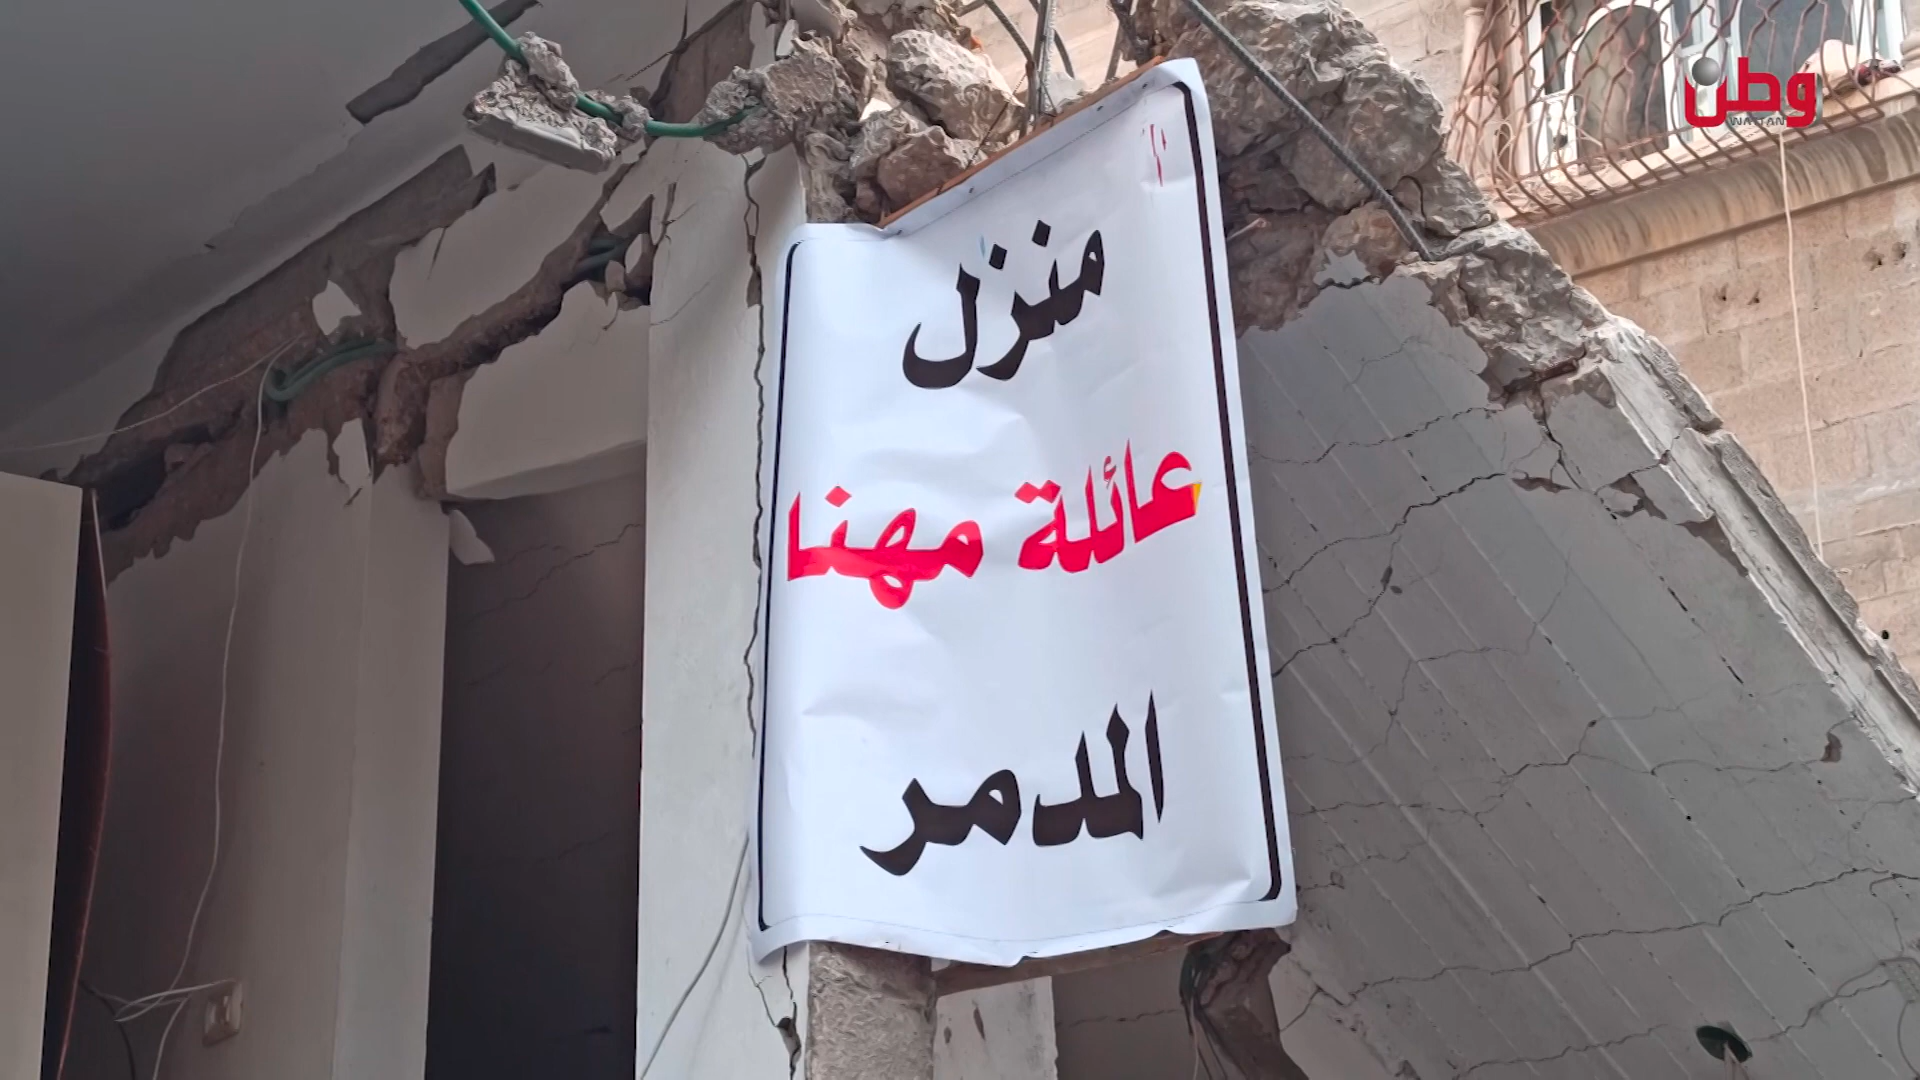 وطن
WATTAN
منزل
عائلة مهنا
المدمر